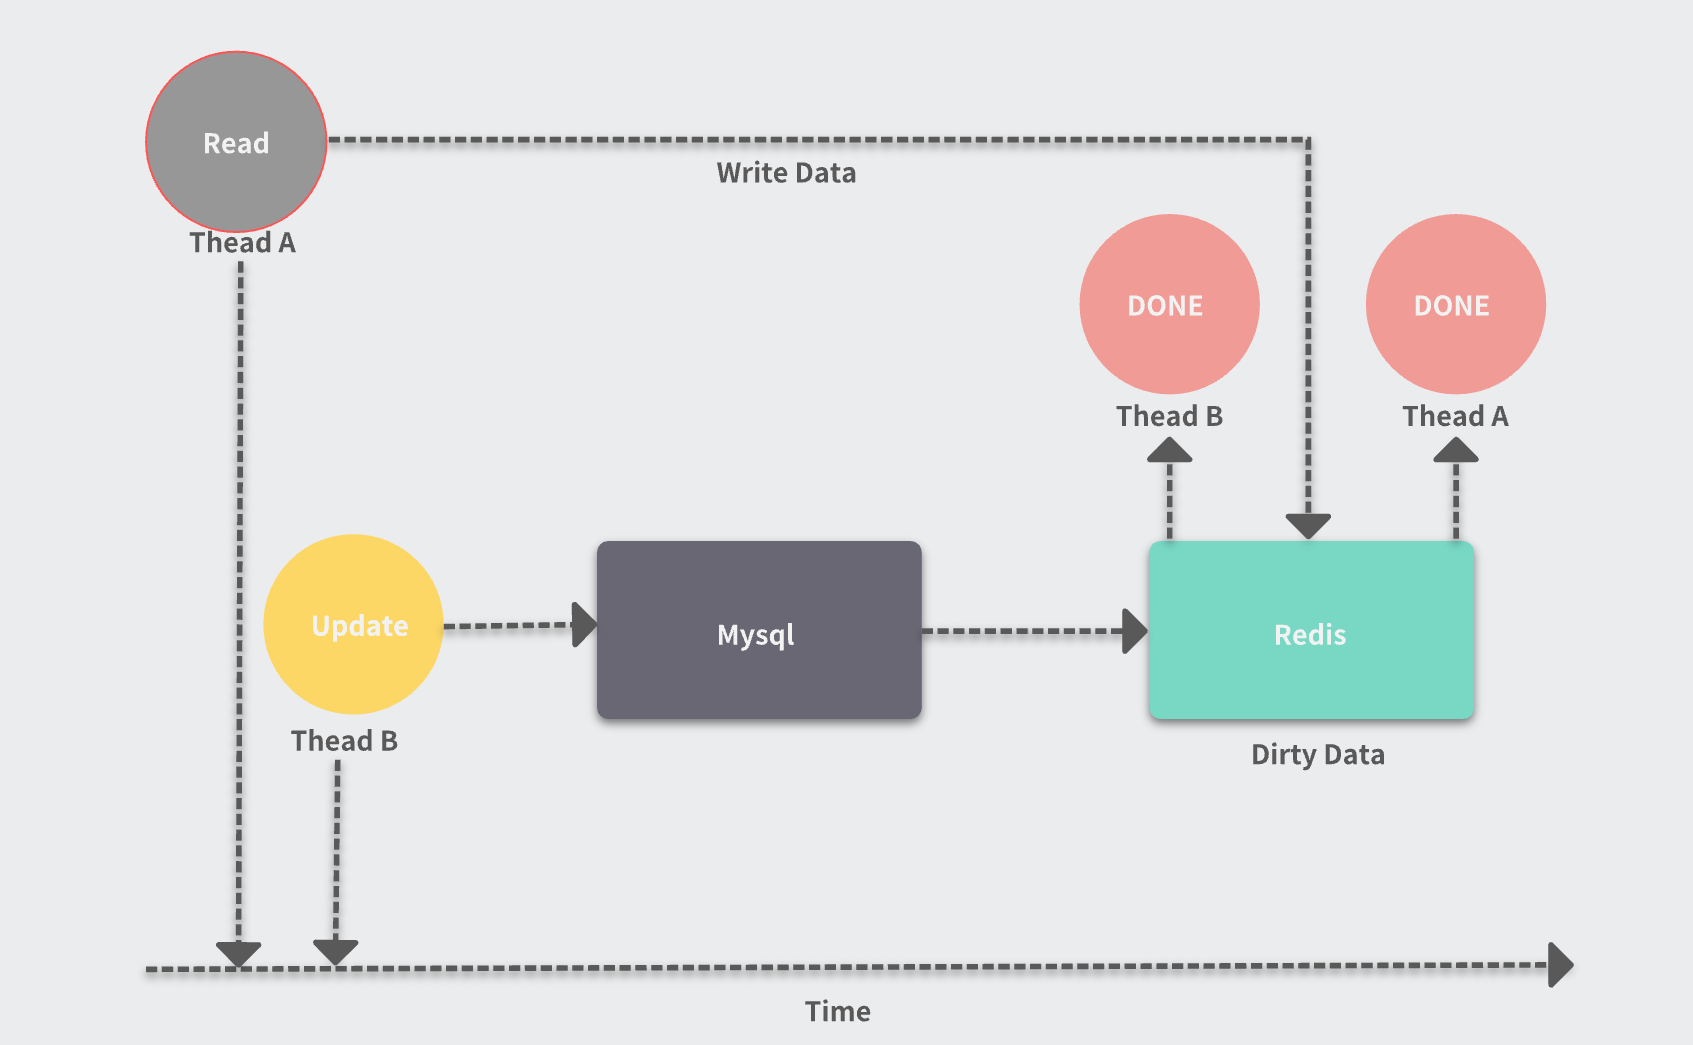 Read
Thead A
Write Data
DONE
Thead B
DONE
Thead A
Update
Thead B
Mysql
Redis
Dirty Data
Time